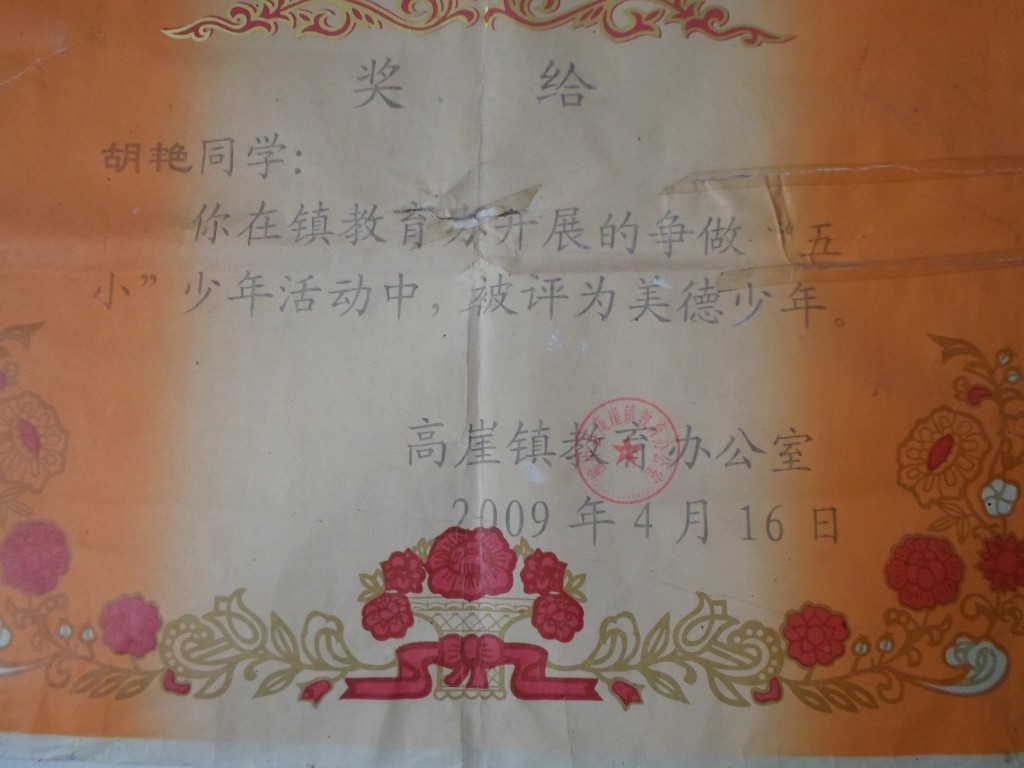 奖 给
胡艳同学：
你在镇教育办开展的争做“五
小”少年活动中，被评为美德少年。
高崖镇教育办公室
2009年4月16日